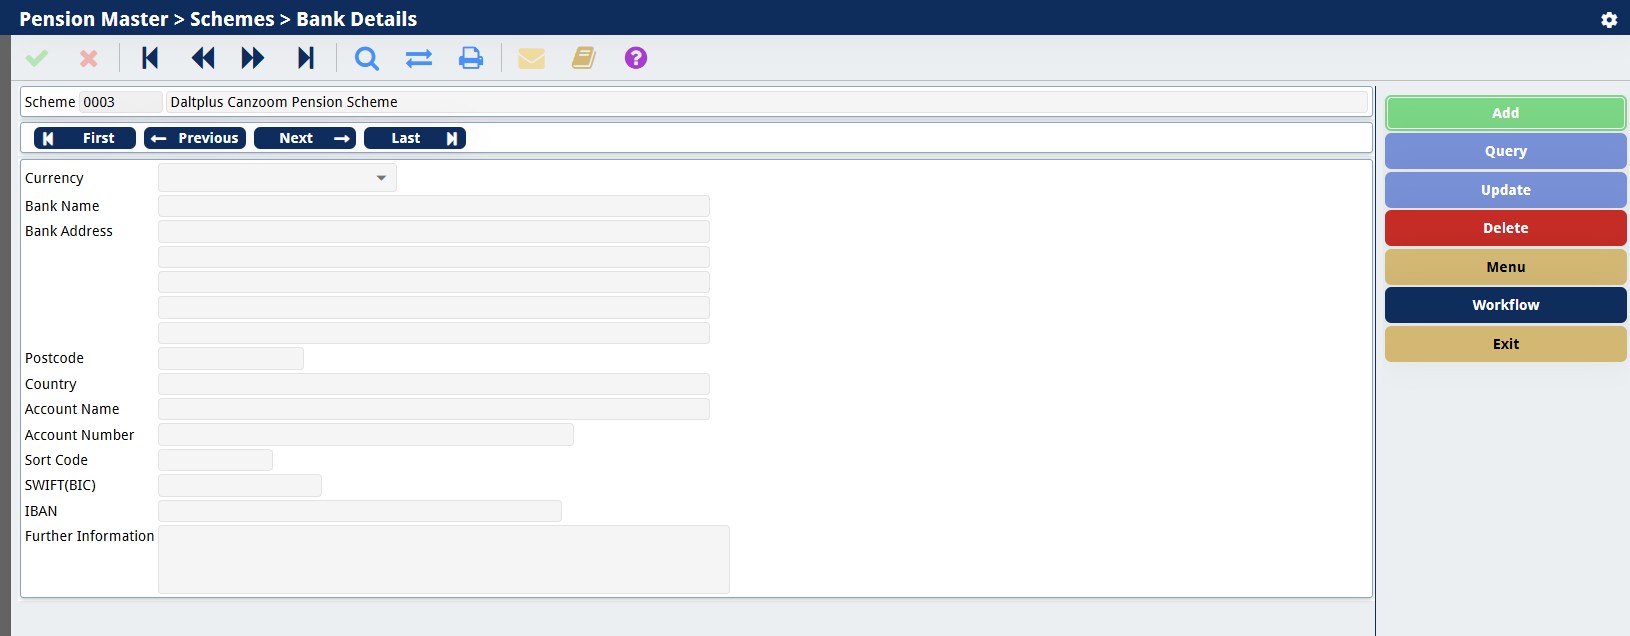 Pension Master > Schemes > Bank Details
?
Scheme 0003 Daltplus Canzoom Pension Scheme
First Previous Next Last
Currency
Bank Name
Bank Address
Postcode
Country
Account Name
Account Number
Sort Code
SWIFT(BIC)
IBAN
Further Information
Add
Query
Update
Delete
Menu
Workflow
Exit